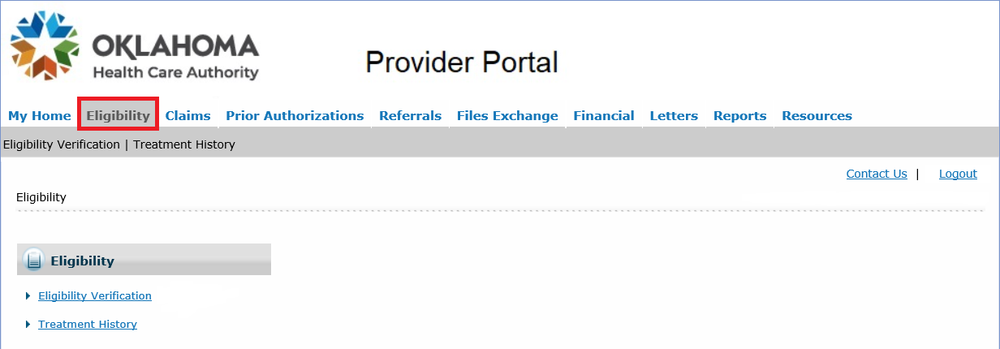 OKLAHOMA
Health Care Authority
Provider Portal
My Home Eligibility Claims Prior Authorizations Referrals Files Exchange Financial Letters Reports Resources
Eligibility Verification | Treatment History
Contact Us | Logout
Eligibility
Eligibility
Eligibility Verification
Treatment History